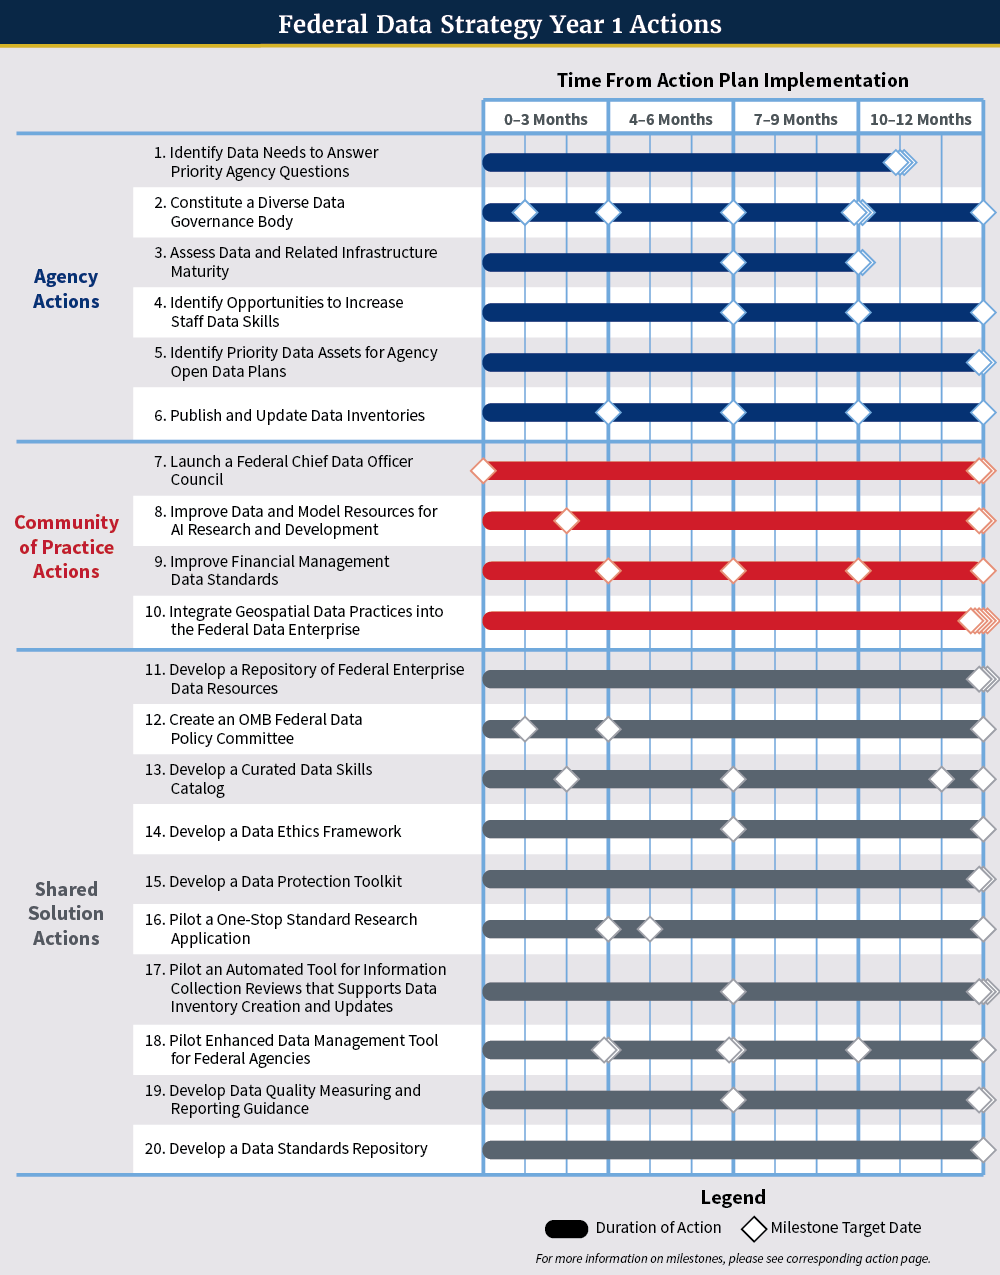 Federal Data Strategy Year 1 Actions
Time From Action Plan Implementation
0–3 Months
4–6 Months
7–9 Months
10–12 Months
Agency
Actions
1. Identify Data Needs to Answer
Priority Agency Questions
2. Constitute a Diverse Data
Governance Body
3. Assess Data and Related Infrastructure
Maturity
4. Identify Opportunities to Increase
Staff Data Skills
5. Identify Priority Data Assets for Agency
Open Data Plans
6. Publish and Update Data Inventories
Community
of Practice
Actions
7. Launch a Federal Chief Data Officer
Council
8. Improve Data and Model Resources for
AI Research and Development
9. Improve Financial Management
Data Standards
10. Integrate Geospatial Data Practices into
the Federal Data Enterprise
Shared
Solution
Actions
11. Develop a Repository of Federal Enterprise
Data Resources
12. Create an OMB Federal Data
Policy Committee
13. Develop a Curated Data Skills
Catalog
14. Develop a Data Ethics Framework
15. Develop a Data Protection Toolkit
16. Pilot a One-Stop Standard Research
Application
17. Pilot an Automated Tool for Information
Collection Reviews that Supports Data
Inventory Creation and Updates
18. Pilot Enhanced Data Management Tool
for Federal Agencies
19. Develop Data Quality Measuring and
Reporting Guidance
20. Develop a Data Standards Repository
Legend
Duration of Action
Milestone Target Date
For more information on milestones, please see corresponding action page.